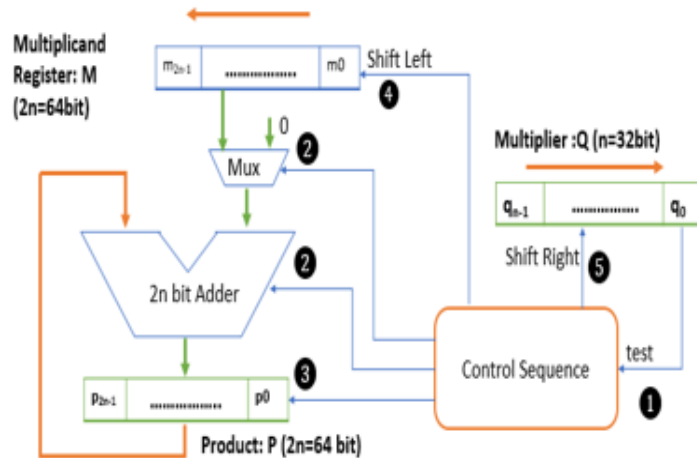 Multiplicand
Register: M
(2n=64bit)
m2n-1 ................ m0
Shift Left
4
0
Mux
2
Multiplier :Q (n=32bit)
qn-1 ................ q0
Shift Right
5
2n bit Adder
2
Control Sequence
test
1
3
p2n-1 .................. p0
Product: P (2n=64 bit)